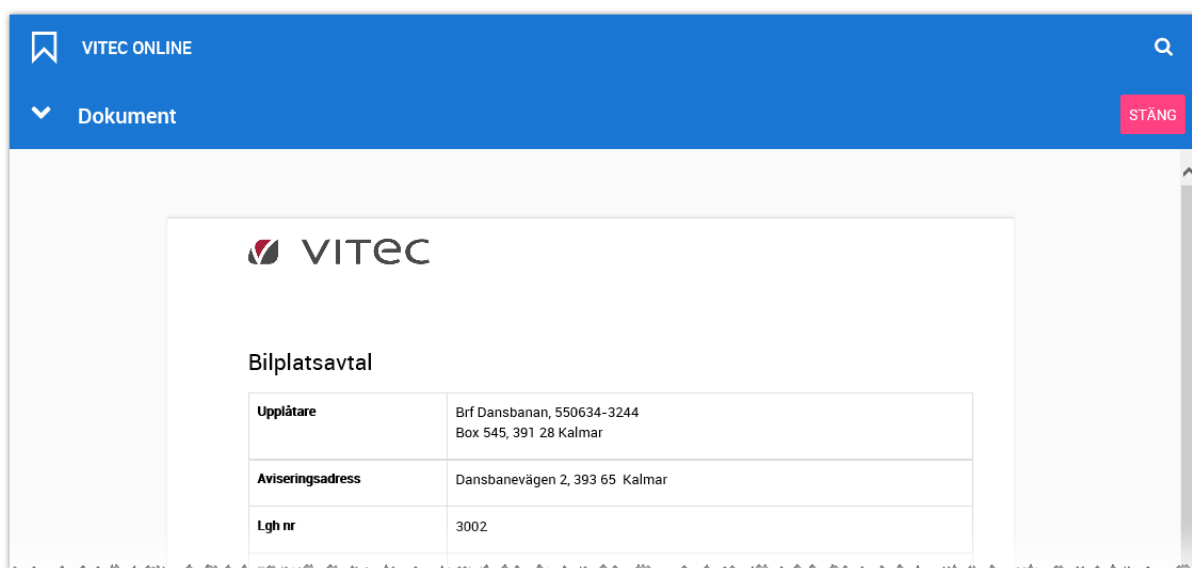 VITEC ONLINE
Dokument
STÄNG
vitec
Bilplatsavtal
Upplåtare
Brf Dansbanan, 550634-3244
Box 545, 391 28 Kalmar
Aviseringsadress
Dansbanevägen 2, 393 65 Kalmar
Lgh nr
3002